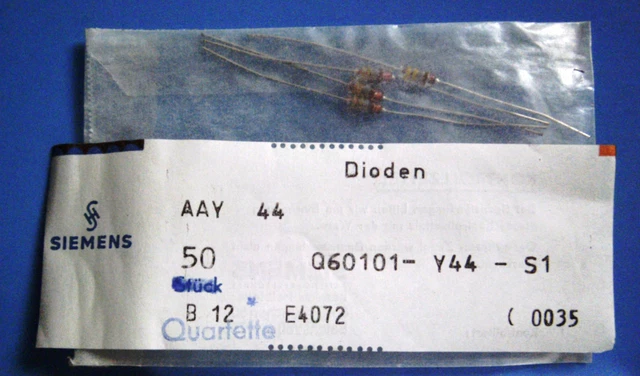 Dioden
AAY 44
SIEMENS
50 Q60101- Y44 - S1
Stück
B 12 * E4072 ( 0035
Quartette